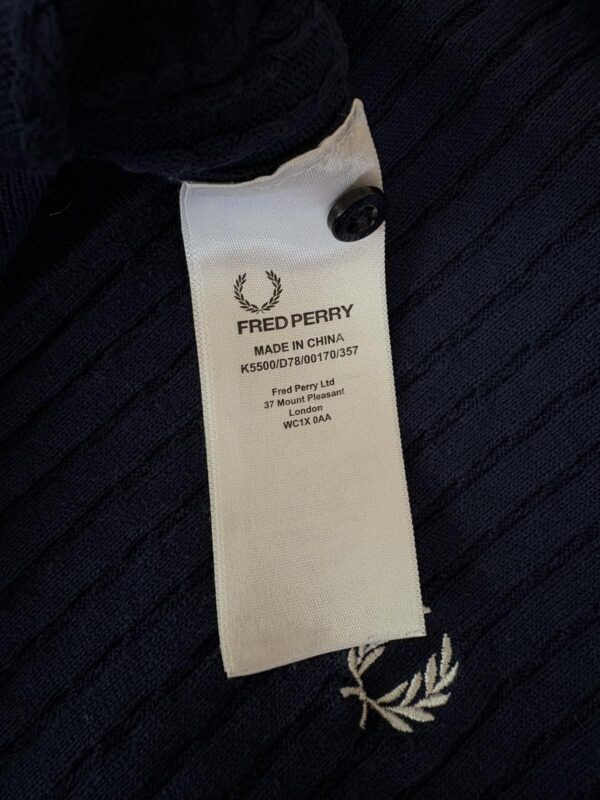 FRED PERRY
MADE IN CHINA
K5500/D78/00170/357
Fred Perry Ltd
37 Mount Pleasant
London
WC1X 0AA